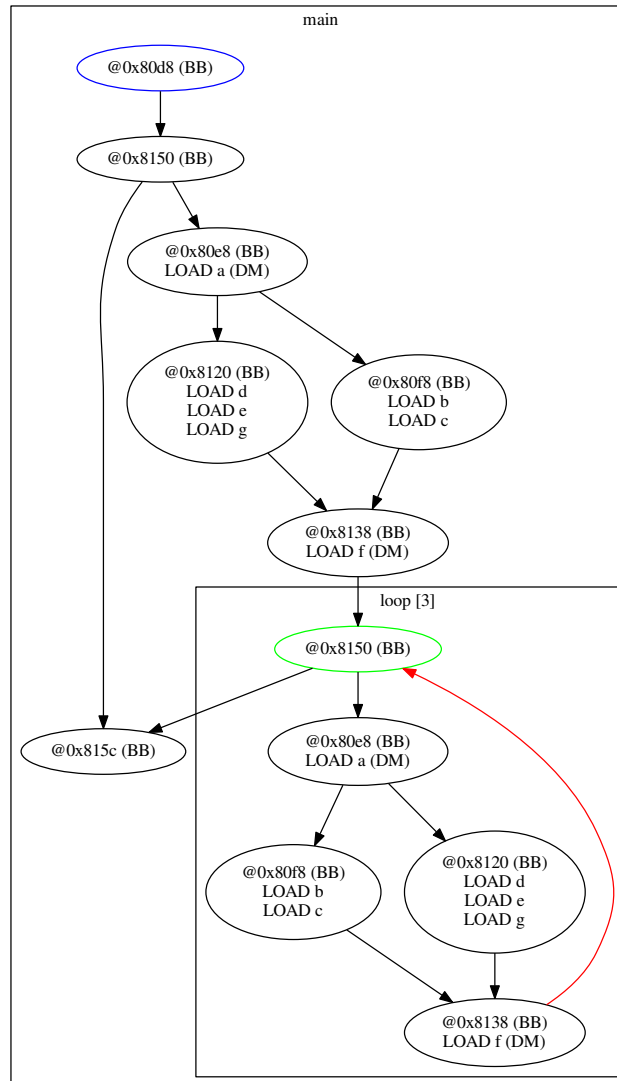 main
@0x80d8 (BB)
@0x8150 (BB)
@0x80e8 (BB)
LOAD a (DM)
@0x8120 (BB)
LOAD d
LOAD e
LOAD g
@0x80f8 (BB)
LOAD b
LOAD c
@0x8138 (BB)
LOAD f (DM)
loop [3]
@0x8150 (BB)
@0x815c (BB)
@0x80e8 (BB)
LOAD a (DM)
@0x80f8 (BB)
LOAD b
LOAD c
@0x8120 (BB)
LOAD d
LOAD e
LOAD g
@0x8138 (BB)
LOAD f (DM)